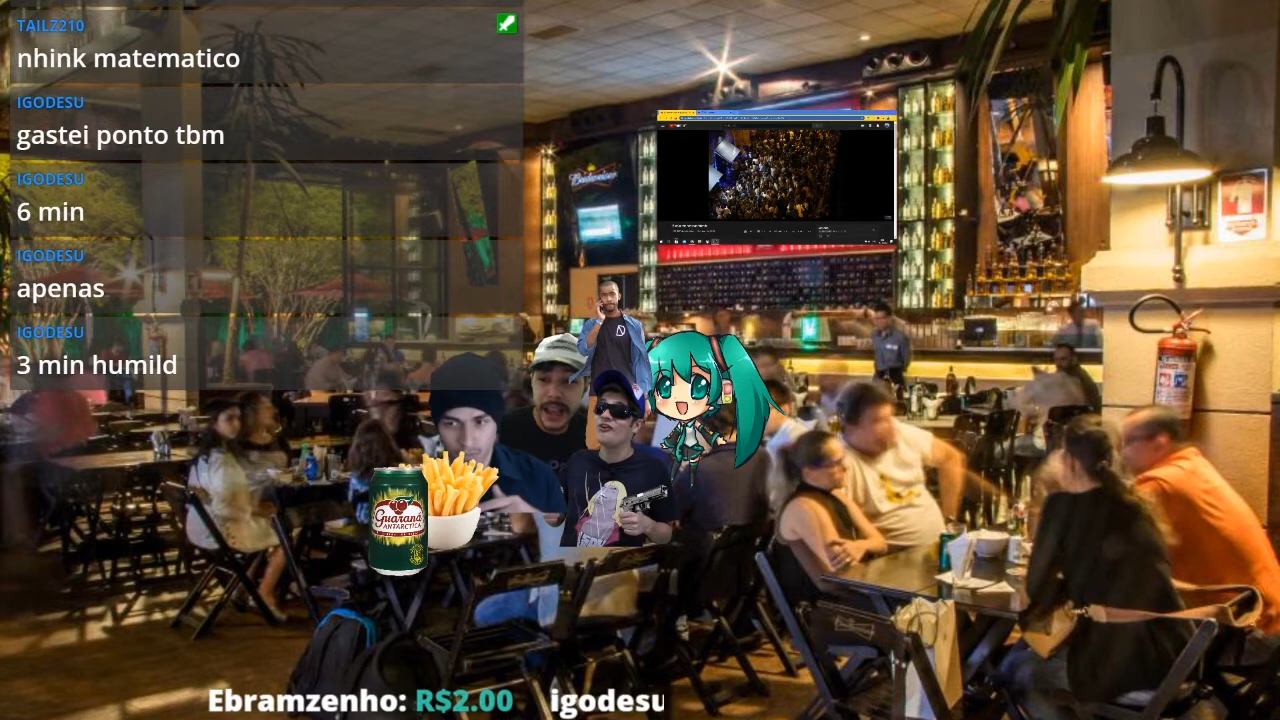 TAILZ210
nhink matematico
IGODESU
gastei ponto tbm
IGODESU
6 min
IGODESU
apenas
IGODESU
3 min humild
Budweiser
Guaraná
ANTARCTICA
Ebramzenho: R$2.00 igodesu